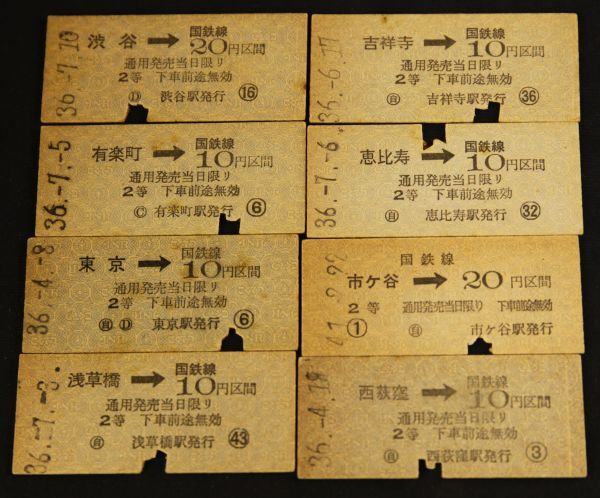 36.-7.10
渋谷 → 国鉄線 20円区間
通用発売当日限り
2等 下車前途無効
Ⓓ 渋谷駅発行 ⑯
36.-6.17
吉祥寺 → 国鉄線 10円区間
通用発売当日限り
2等 下車前途無効
㊂ 吉祥寺駅発行 ㊱
36.-7.-5
有楽町 → 国鉄線 10円区間
通用発売当日限り
2等 下車前途無効
Ⓒ 有楽町駅発行 ⑥
36.-7.-6
恵比寿 → 国鉄線 10円区間
通用発売当日限り
2等 下車前途無効
恵比寿駅発行 ㉜
36.-4.-8
東京 → 国鉄線 10円区間
通用発売当日限り
2等 下車前途無効
Ⓓ 東京駅発行 ⑥
国鉄線
市ケ谷 → 20円区間
2等 通用発売当日限り 下車前途無効
① 市ケ谷駅発行
36.-7.-3.
浅草橋 → 国鉄線 10円区間
通用発売当日限り
2等 下車前途無効
浅草橋駅発行 ㊸
36.-4.18
西荻窪 → 国鉄線 10円区間
通用発売当日限り
2等 下車前途無効
西荻窪駅発行 ③